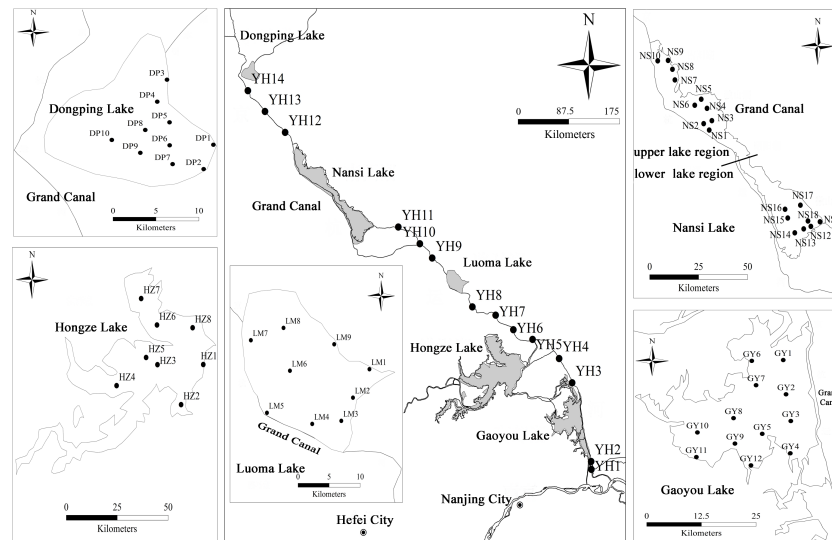 N
DP3
DP4
Dongping Lake
DP5
DP8
DP10
DP1
DP6
DP9
DP7
DP2
Grand Canal
0
5
10
Kilometers
N
HZ7
Hongze Lake
HZ6
HZ8
HZ5
HZ3
HZ1
HZ4
HZ2
0
25
50
Kilometers
N
Dongping Lake
YH14
YH13
YH12
0
87.5
175
Kilometers
Nansi Lake
Grand Canal
YH11
YH10
YH9
Luoma Lake
YH8
YH7
YH6
YH5
YH4
Hongze Lake
YH3
Gaoyou Lake
YH2
YH1
Nanjing City
Hefei City
N
LM8
LM7
LM9
LM6
LM1
LM2
LM5
LM4
LM3
Grand Canal
Luoma Lake
0
5
10
Kilometers
N
NS10
NS9
NS8
NS7
NS5
NS6
NS4
Grand Canal
NS3
NS2
NS1
upper lake region
lower lake region
NS17
NS16
NS15
NS18
NS12
NS14
NS13
Nansi Lake
0
25
50
Kilometers
N
GY6
GY1
GY7
GY2
GY8
GY3
GY10
GY5
GY9
GY11
GY4
GY12
Gaoyou Lake
0
12.5
25
Kilometers